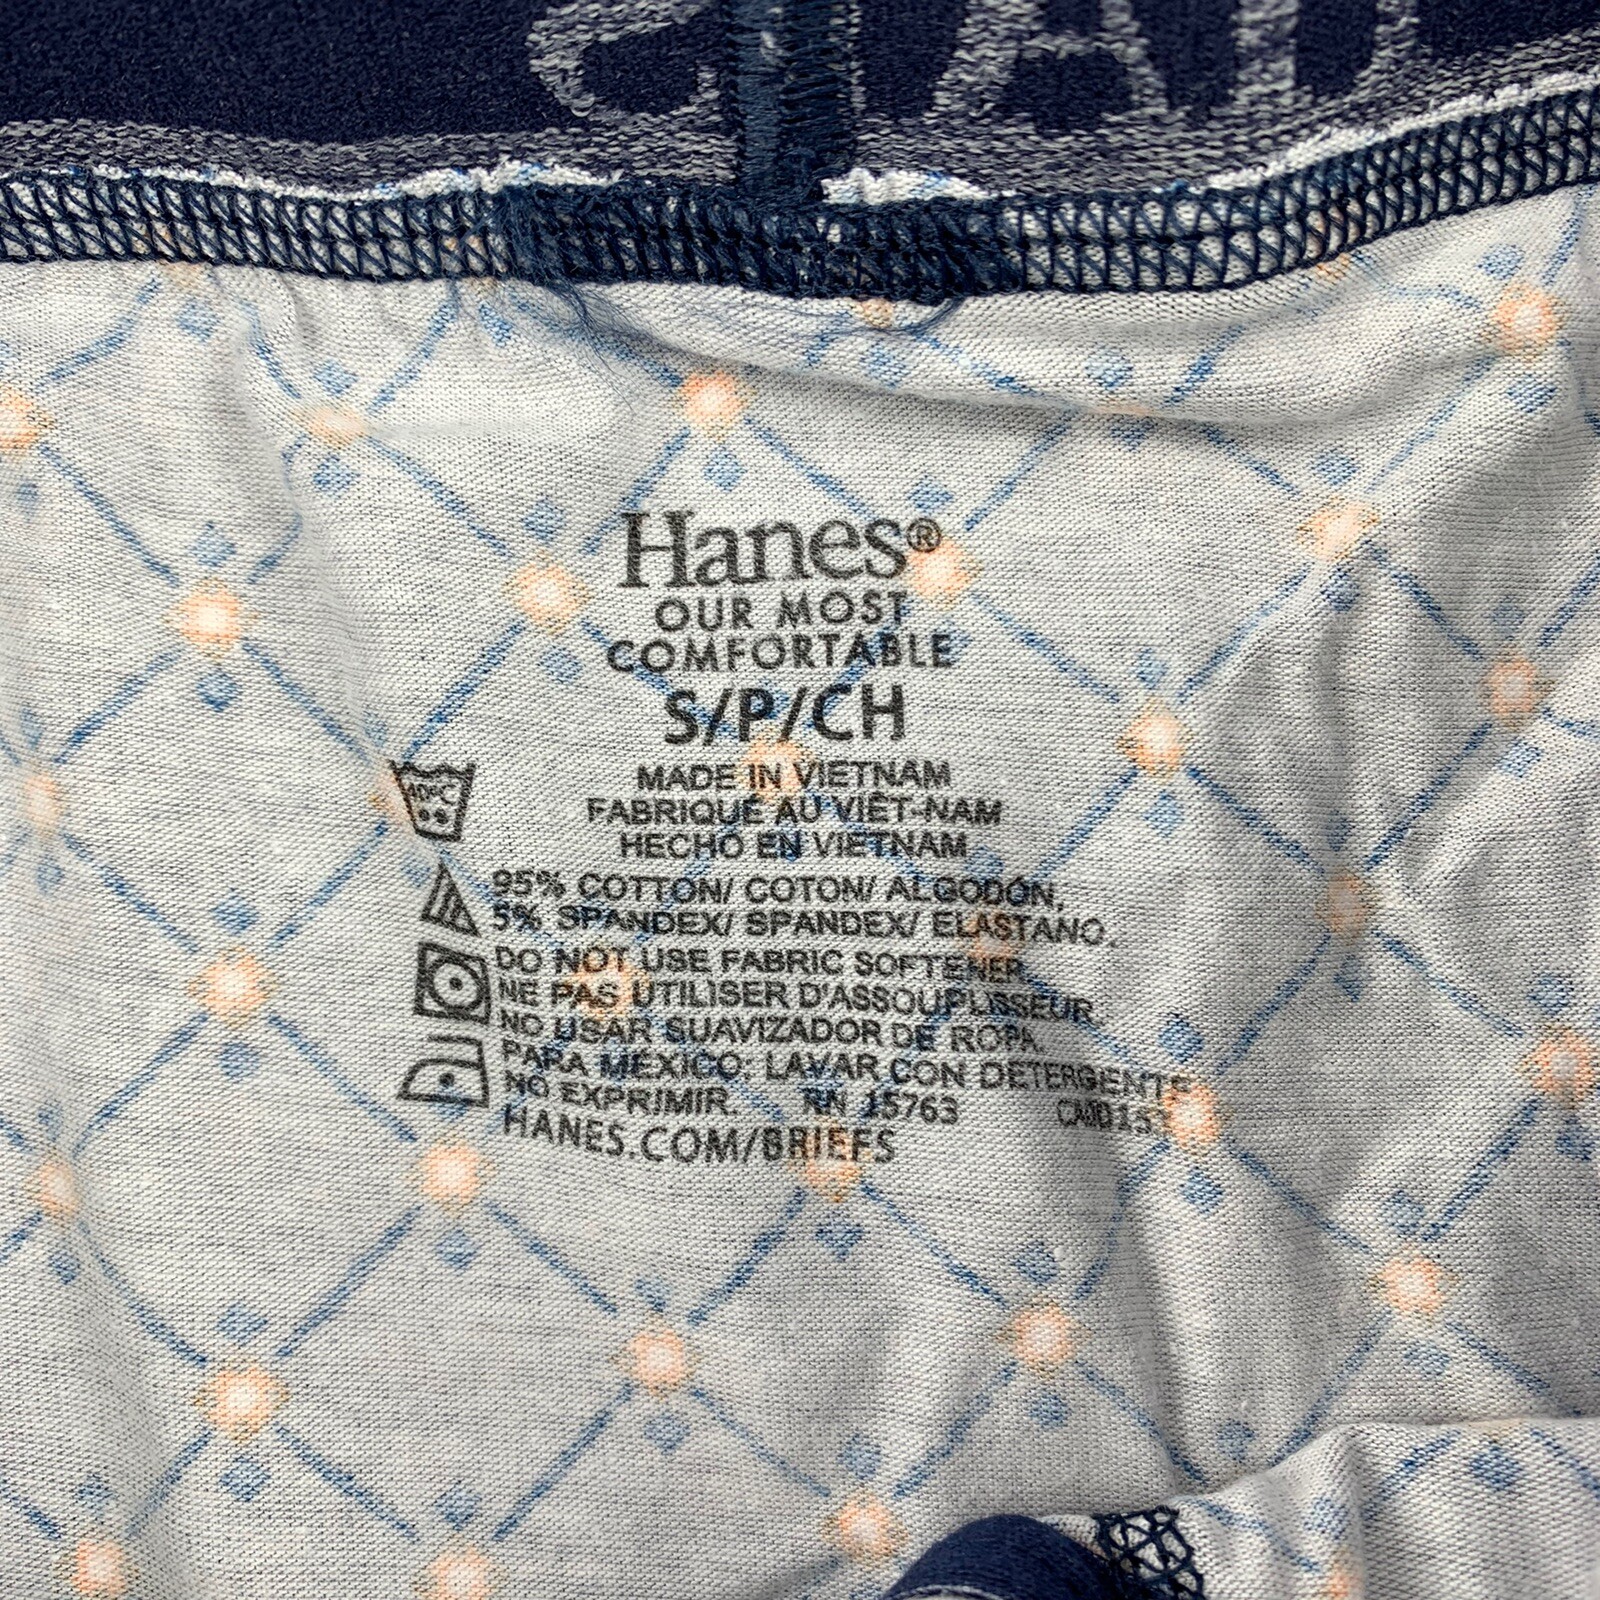 Hanes®
OUR MOST
COMFORTABLE
S/P/CH
MADE IN VIETNAM
FABRIQUÉ AU VIÊT-NAM
HECHO EN VIETNAM
40°C
95% COTTON/ COTON/ ALGODÓN,
5% SPANDEX/ SPANDEX/ ELASTANO.
DO NOT USE FABRIC SOFTENER.
NE PAS UTILISER D'ASSOUPLISSEUR.
NO USAR SUAVIZADOR DE ROPA.
PARA MÉXICO: LAVAR CON DETERGENTE
NO EXPRIMIR. RN 15763
HANES.COM/BRIEFS